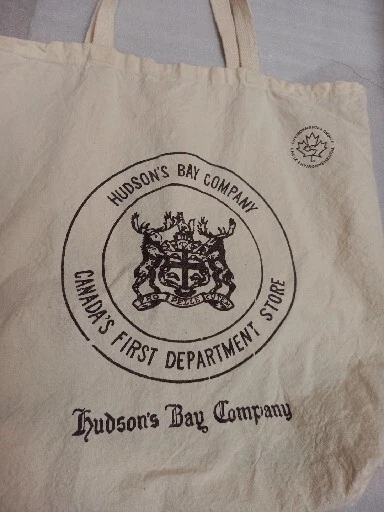 HUDSON'S BAY COMPANY
PRO PELLE CUTEM
CANADA'S FIRST DEPARTMENT STORE
Hudson's Bay Company